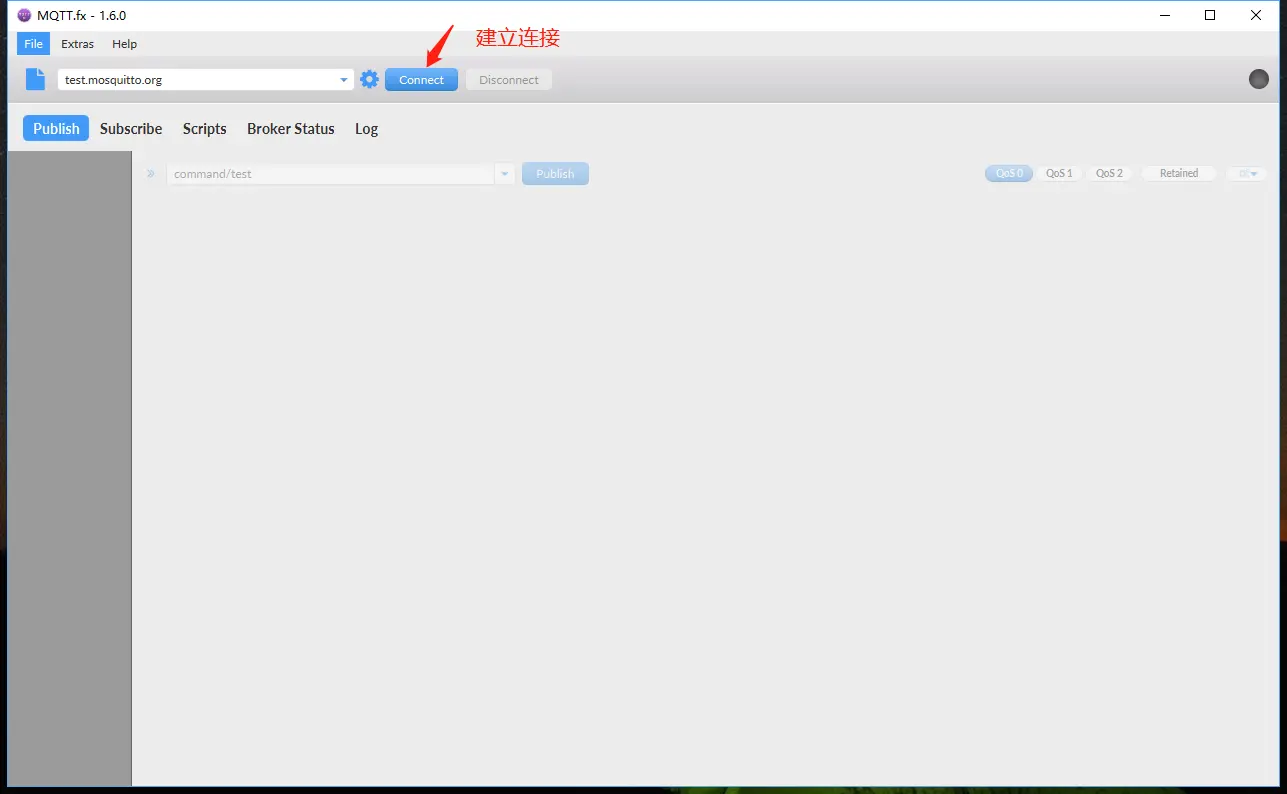 MQTT.fx - 1.6.0
File Extras Help
建立连接
test.mosquitto.org Connect Disconnect
Publish Subscribe Scripts Broker Status Log
command/test Publish QoS 0 QoS 1 QoS 2 Retained